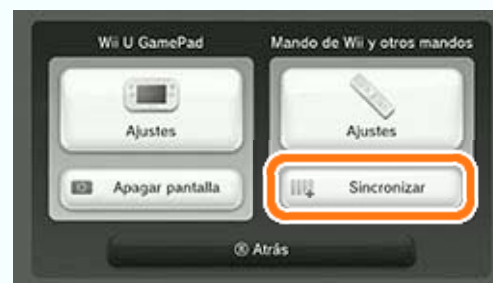 Wii U GamePad
Ajustes
Apagar pantalla
Mando de Wii y otros mandos
Ajustes
Sincronizar
Ⓑ Atrás